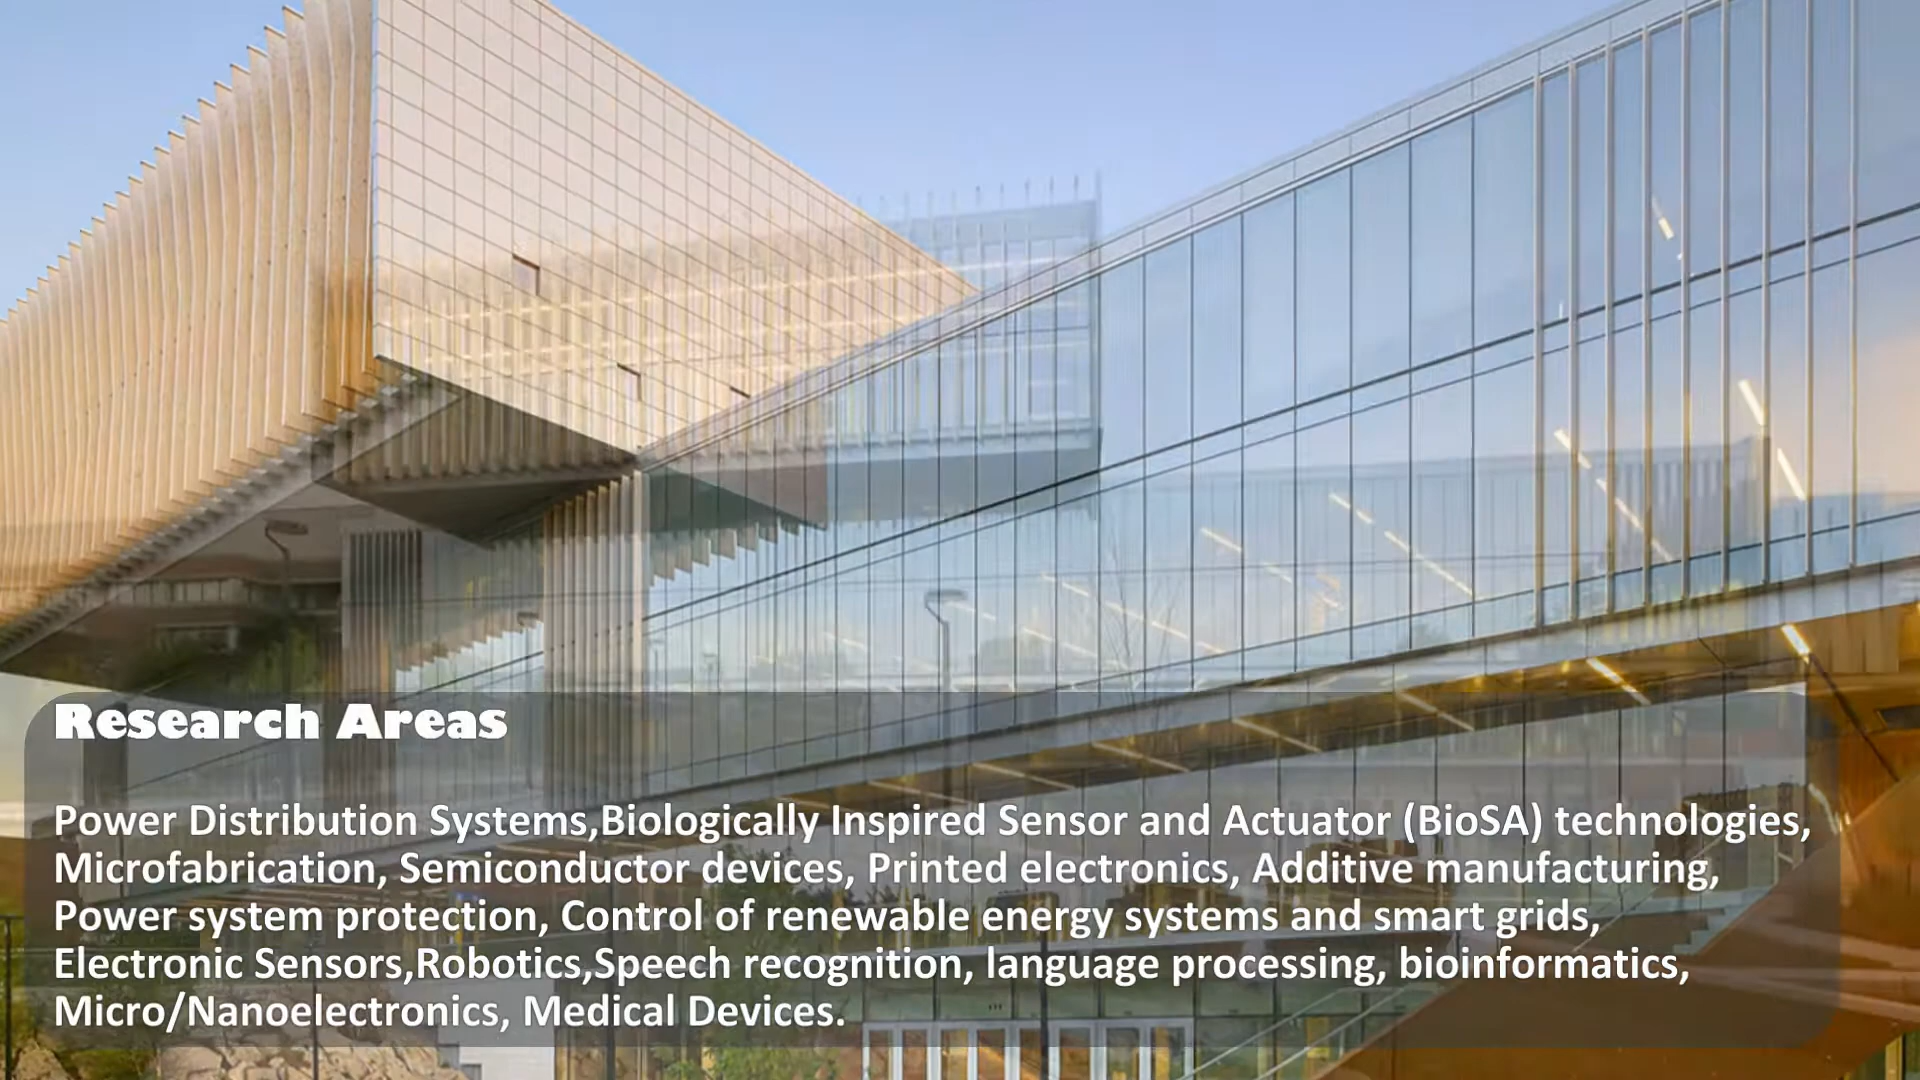 Research Areas
Power Distribution Systems,Biologically Inspired Sensor and Actuator (BioSA) technologies,
Microfabrication, Semiconductor devices, Printed electronics, Additive manufacturing,
Power system protection, Control of renewable energy systems and smart grids,
Electronic Sensors,Robotics,Speech recognition, language processing, bioinformatics,
Micro/Nanoelectronics, Medical Devices.